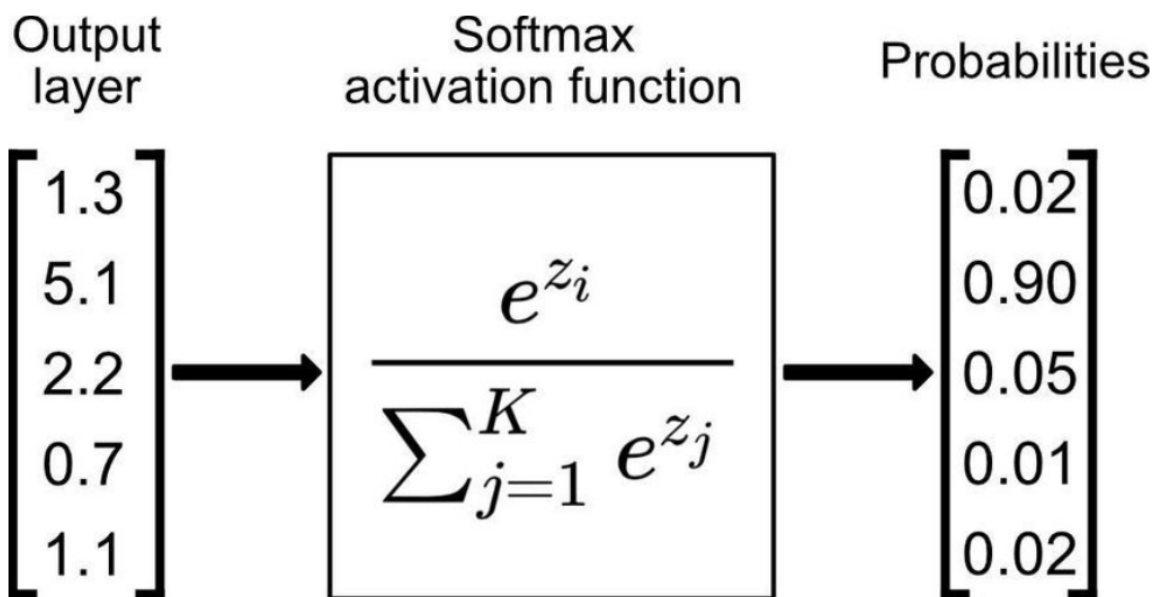 Output
layer
Softmax
activation function
Probabilities
1.3
5.1
2.2
0.7
1.1
e^{z_i}
∑_{j=1}^{K} e^{z_j}
0.02
0.90
0.05
0.01
0.02